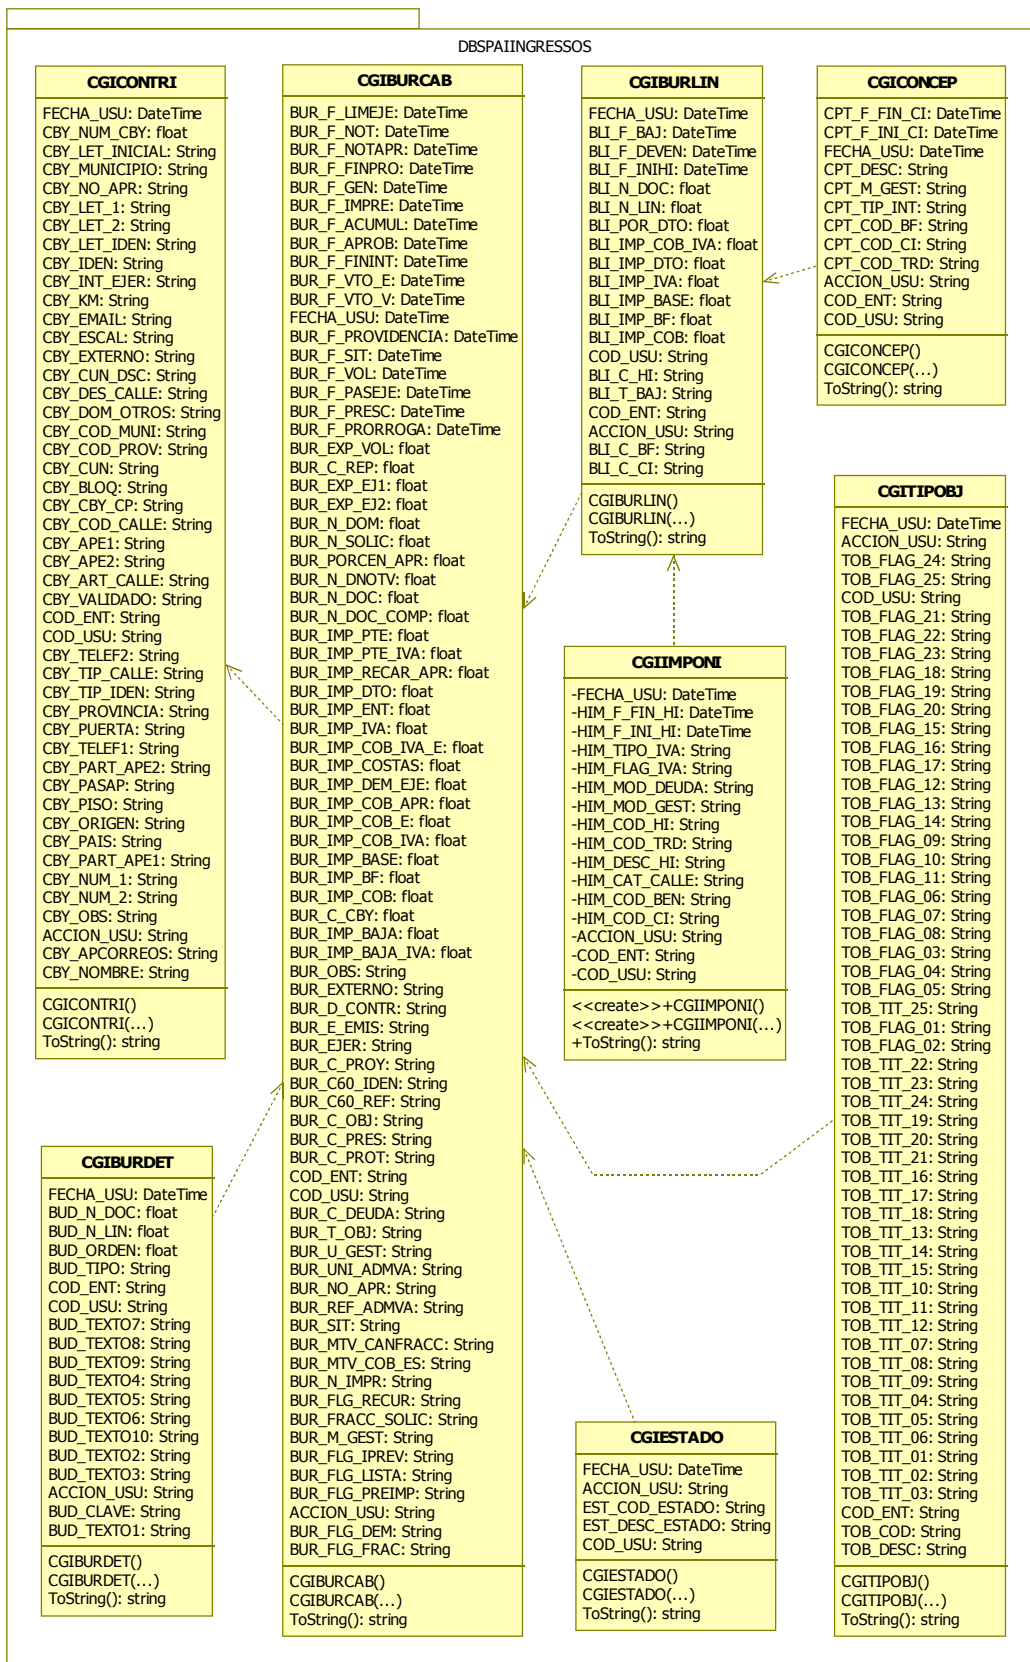 DBSPAIINGRESSOS
CGICONTRI
FECHA_USU: DateTime
CBY_NUM_CBY: float
CBY_LET_INICIAL: String
CBY_MUNICIPIO: String
CBY_NO_APR: String
CBY_LET_1: String
CBY_LET_2: String
CBY_LET_IDEN: String
CBY_IDEN: String
CBY_INT_EJER: String
CBY_KM: String
CBY_EMAIL: String
CBY_ESCAL: String
CBY_EXTERNO: String
CBY_CUN_DSC: String
CBY_DES_CALLE: String
CBY_DOM_OTROS: String
CBY_COD_MUNI: String
CBY_COD_PROV: String
CBY_CUN: String
CBY_BLOQ: String
CBY_CBY_CP: String
CBY_COD_CALLE: String
CBY_APE1: String
CBY_APE2: String
CBY_ART_CALLE: String
CBY_VALIDADO: String
COD_ENT: String
COD_USU: String
CBY_TELEF2: String
CBY_TIP_CALLE: String
CBY_TIP_IDEN: String
CBY_PROVINCIA: String
CBY_PUERTA: String
CBY_TELEF1: String
CBY_PART_APE2: String
CBY_PASAP: String
CBY_PISO: String
CBY_ORIGEN: String
CBY_PAIS: String
CBY_PART_APE1: String
CBY_NUM_1: String
CBY_NUM_2: String
CBY_OBS: String
ACCION_USU: String
CBY_APCORREOS: String
CBY_NOMBRE: String
CGICONTRI()
CGICONTRI(...)
ToString(): string
CGIBURCAB
BUR_F_LIMEJE: DateTime
BUR_F_NOT: DateTime
BUR_F_NOTAPR: DateTime
BUR_F_FINPRO: DateTime
BUR_F_GEN: DateTime
BUR_F_IMPRE: DateTime
BUR_F_ACUMUL: DateTime
BUR_F_APROB: DateTime
BUR_F_FININT: DateTime
BUR_F_VTO_E: DateTime
BUR_F_VTO_V: DateTime
FECHA_USU: DateTime
BUR_F_PROVIDENCIA: DateTime
BUR_F_SIT: DateTime
BUR_F_VOL: DateTime
BUR_F_PASEJE: DateTime
BUR_F_PRESC: DateTime
BUR_F_PRORROGA: DateTime
BUR_EXP_VOL: float
BUR_C_REP: float
BUR_EXP_EJ1: float
BUR_EXP_EJ2: float
BUR_N_DOM: float
BUR_N_SOLIC: float
BUR_PORCEN_APR: float
BUR_N_DNOTV: float
BUR_N_DOC: float
BUR_N_DOC_COMP: float
BUR_IMP_PTE: float
BUR_IMP_PTE_IVA: float
BUR_IMP_RECAR_APR: float
BUR_IMP_DTO: float
BUR_IMP_ENT: float
BUR_IMP_IVA: float
BUR_IMP_COB_IVA_E: float
BUR_IMP_COSTAS: float
BUR_IMP_DEM_EJE: float
BUR_IMP_COB_APR: float
BUR_IMP_COB_E: float
BUR_IMP_COB_IVA: float
BUR_IMP_BASE: float
BUR_IMP_BF: float
BUR_IMP_COB: float
BUR_C_CBY: float
BUR_IMP_BAJA: float
BUR_IMP_BAJA_IVA: float
BUR_OBS: String
BUR_EXTERNO: String
BUR_D_CONTR: String
BUR_E_EMIS: String
BUR_EJER: String
BUR_C_PROY: String
BUR_C60_IDEN: String
BUR_C60_REF: String
BUR_C_OBJ: String
BUR_C_PRES: String
BUR_C_PROT: String
COD_ENT: String
COD_USU: String
BUR_C_DEUDA: String
BUR_T_OBJ: String
BUR_U_GEST: String
BUR_UNI_ADMVA: String
BUR_NO_APR: String
BUR_REF_ADMVA: String
BUR_SIT: String
BUR_MTV_CANFRACC: String
BUR_MTV_COB_ES: String
BUR_N_IMPR: String
BUR_FLG_RECUR: String
BUR_FRACC_SOLIC: String
BUR_M_GEST: String
BUR_FLG_IPREV: String
BUR_FLG_LISTA: String
BUR_FLG_PREIMP: String
ACCION_USU: String
BUR_FLG_DEM: String
BUR_FLG_FRAC: String
CGIBURCAB()
CGIBURCAB(...)
ToString(): string
CGIBURLIN
FECHA_USU: DateTime
BLI_F_BAJ: DateTime
BLI_F_DEVEN: DateTime
BLI_F_INIHI: DateTime
BLI_N_DOC: float
BLI_N_LIN: float
BLI_POR_DTO: float
BLI_IMP_COB_IVA: float
BLI_IMP_DTO: float
BLI_IMP_IVA: float
BLI_IMP_BASE: float
BLI_IMP_BF: float
BLI_IMP_COB: float
COD_USU: String
BLI_C_HI: String
BLI_T_BAJ: String
COD_ENT: String
ACCION_USU: String
BLI_C_BF: String
BLI_C_CI: String
CGIBURLIN()
CGIBURLIN(...)
ToString(): string
CGICONCEP
CPT_F_FIN_CI: DateTime
CPT_F_INI_CI: DateTime
FECHA_USU: DateTime
CPT_DESC: String
CPT_M_GEST: String
CPT_TIP_INT: String
CPT_COD_BF: String
CPT_COD_CI: String
CPT_COD_TRD: String
ACCION_USU: String
COD_ENT: String
COD_USU: String
CGICONCEP()
CGICONCEP(...)
ToString(): string
CGITIPOBJ
FECHA_USU: DateTime
ACCION_USU: String
TOB_FLAG_24: String
TOB_FLAG_25: String
COD_USU: String
TOB_FLAG_21: String
TOB_FLAG_22: String
TOB_FLAG_23: String
TOB_FLAG_18: String
TOB_FLAG_19: String
TOB_FLAG_20: String
TOB_FLAG_15: String
TOB_FLAG_16: String
TOB_FLAG_17: String
TOB_FLAG_12: String
TOB_FLAG_13: String
TOB_FLAG_14: String
TOB_FLAG_09: String
TOB_FLAG_10: String
TOB_FLAG_11: String
TOB_FLAG_06: String
TOB_FLAG_07: String
TOB_FLAG_08: String
TOB_FLAG_03: String
TOB_FLAG_04: String
TOB_FLAG_05: String
TOB_TIT_25: String
TOB_FLAG_01: String
TOB_FLAG_02: String
TOB_TIT_22: String
TOB_TIT_23: String
TOB_TIT_24: String
TOB_TIT_19: String
TOB_TIT_20: String
TOB_TIT_21: String
TOB_TIT_16: String
TOB_TIT_17: String
TOB_TIT_18: String
TOB_TIT_13: String
TOB_TIT_14: String
TOB_TIT_15: String
TOB_TIT_10: String
TOB_TIT_11: String
TOB_TIT_12: String
TOB_TIT_07: String
TOB_TIT_08: String
TOB_TIT_09: String
TOB_TIT_04: String
TOB_TIT_05: String
TOB_TIT_06: String
TOB_TIT_01: String
TOB_TIT_02: String
TOB_TIT_03: String
COD_ENT: String
TOB_COD: String
TOB_DESC: String
CGITIPOBJ()
CGITIPOBJ(...)
ToString(): string
CGIIMPONI
-FECHA_USU: DateTime
-HIM_F_FIN_HI: DateTime
-HIM_F_INI_HI: DateTime
-HIM_TIPO_IVA: String
-HIM_FLAG_IVA: String
-HIM_MOD_DEUDA: String
-HIM_MOD_GEST: String
-HIM_COD_HI: String
-HIM_COD_TRD: String
-HIM_DESC_HI: String
-HIM_CAT_CALLE: String
-HIM_COD_BEN: String
-HIM_COD_CI: String
-ACCION_USU: String
-COD_ENT: String
-COD_USU: String
<<create>>+CGIIMPONI()
<<create>>+CGIIMPONI(...)
+ToString(): string
CGIBURDET
FECHA_USU: DateTime
BUD_N_DOC: float
BUD_N_LIN: float
BUD_ORDEN: float
BUD_TIPO: String
COD_ENT: String
COD_USU: String
BUD_TEXTO7: String
BUD_TEXTO8: String
BUD_TEXTO9: String
BUD_TEXTO4: String
BUD_TEXTO5: String
BUD_TEXTO6: String
BUD_TEXTO10: String
BUD_TEXTO2: String
BUD_TEXTO3: String
ACCION_USU: String
BUD_CLAVE: String
BUD_TEXTO1: String
CGIBURDET()
CGIBURDET(...)
ToString(): string
CGIESTADO
FECHA_USU: DateTime
ACCION_USU: String
EST_COD_ESTADO: String
EST_DESC_ESTADO: String
COD_USU: String
CGIESTADO()
CGIESTADO(...)
ToString(): string